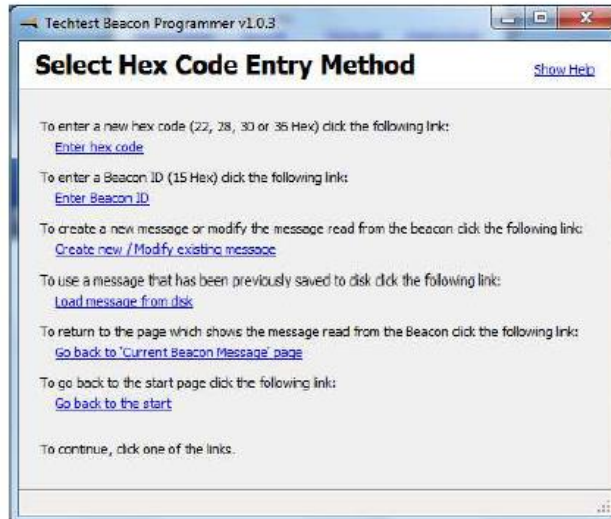 Techtest Beacon Programmer v1.0.3
Select Hex Code Entry Method
Show Help
To enter a new hex code (22, 28, 30 or 36 Hex) click the following link:
Enter hex code
To enter a Beacon ID (15 Hex) click the following link:
Enter Beacon ID
To create a new message or modify the message read from the beacon click the following link:
Create new / Modify existing message
To use a message that has been previously saved to disk click the following link:
Load message from disk
To return to the page which shows the message read from the Beacon click the following link:
Go back to 'Current Beacon Message' page
To go back to the start page click the following link:
Go back to the start
To continue, click one of the links.